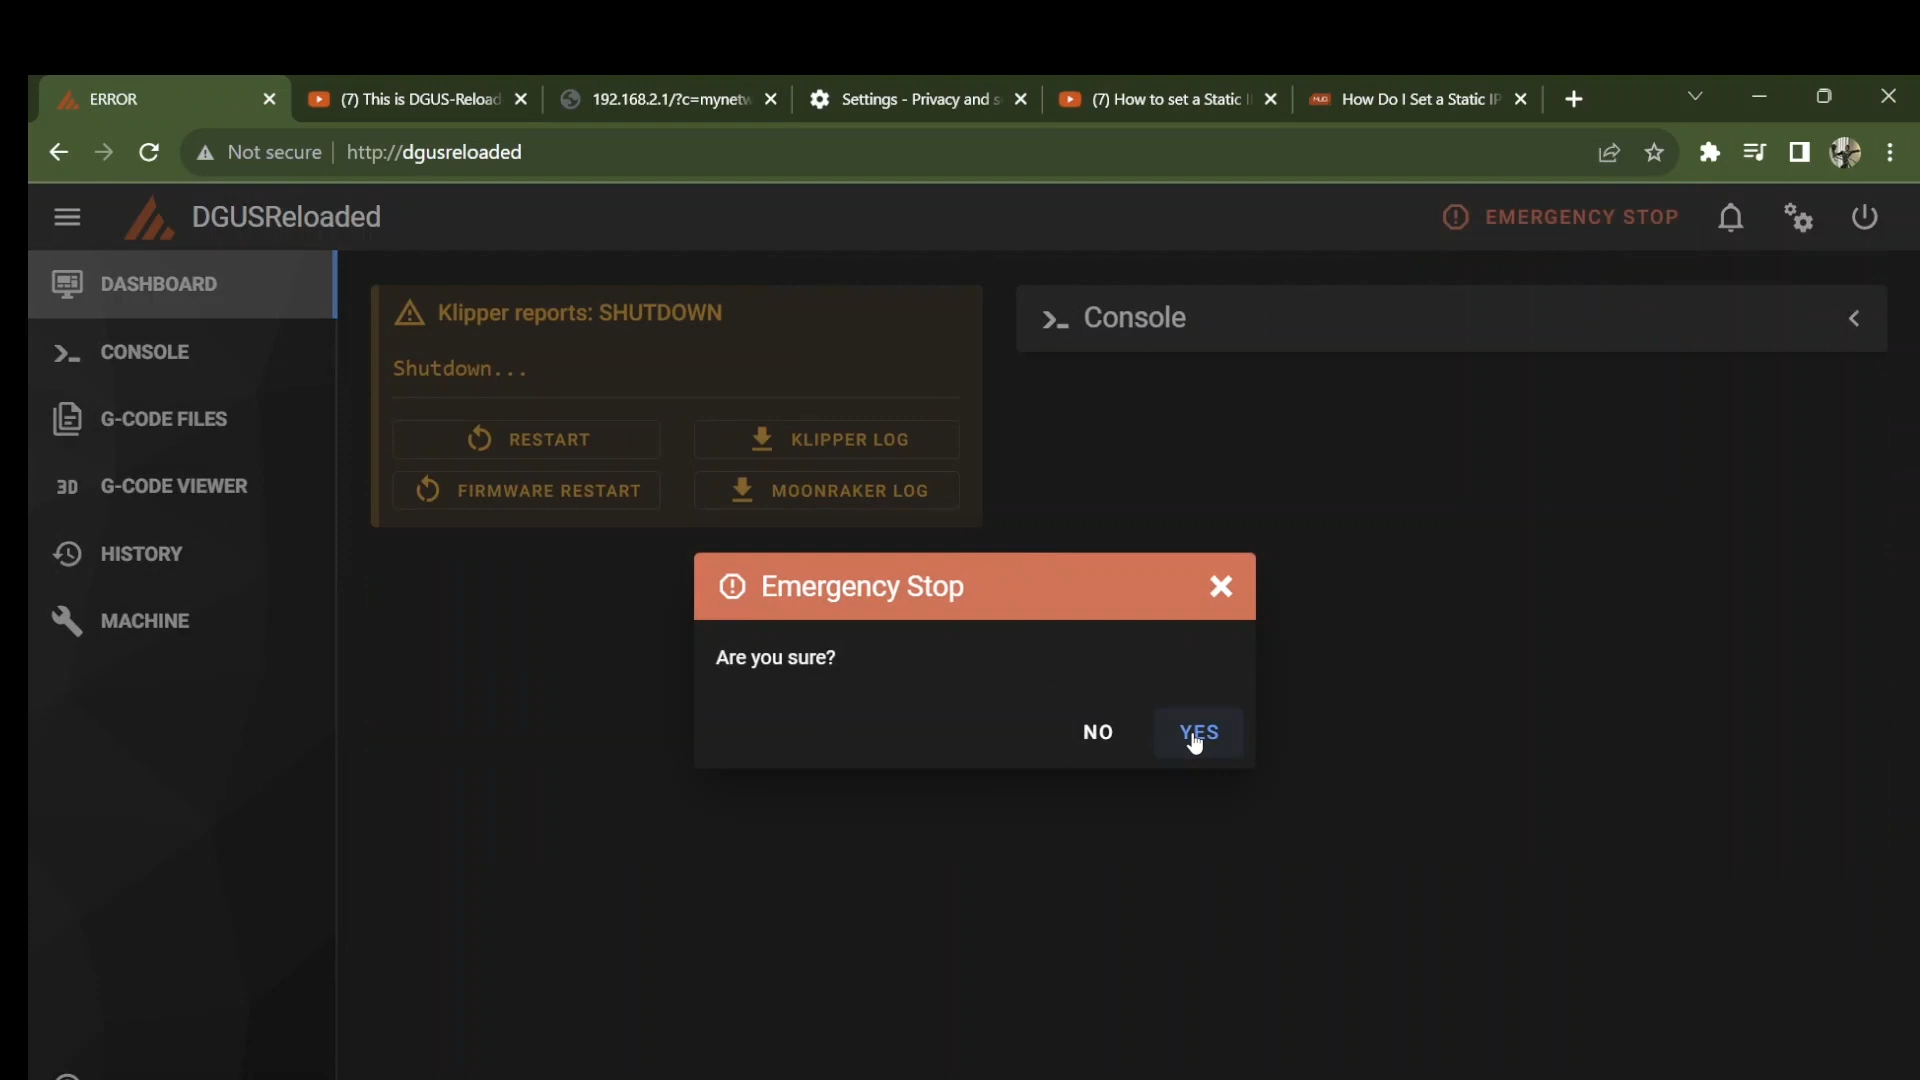 ERROR
(7) This is DGUS-Reload
192.168.2.1/?c=mynetw
Settings - Privacy and s
(7) How to set a Static I
How Do I Set a Static IP
Not secure
http://dgusreloaded
DGUSReloaded
EMERGENCY STOP
DASHBOARD
CONSOLE
G-CODE FILES
3D G-CODE VIEWER
HISTORY
MACHINE
Klipper reports: SHUTDOWN
Shutdown...
RESTART
KLIPPER LOG
FIRMWARE RESTART
MOONRAKER LOG
Console
Emergency Stop
Are you sure?
NO
YES